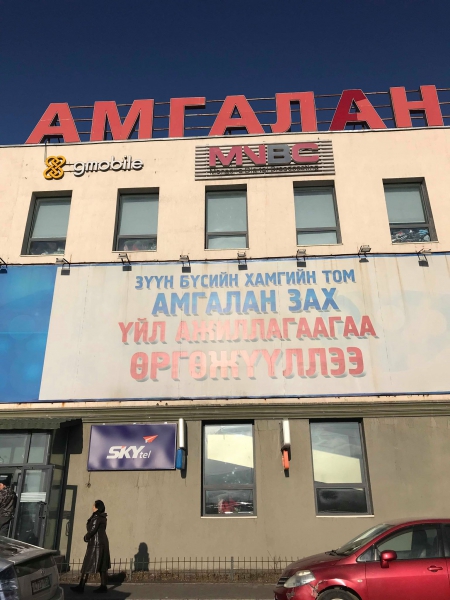 АМГАЛАН
gmobile
MNBC
ЗҮҮН БҮСИЙН ХАМГИЙН ТОМ
АМГАЛАН ЗАХ
ҮЙЛ АЖИЛЛАГААГАА
ӨРГӨЖҮҮЛЛЭЭ
SKYtel